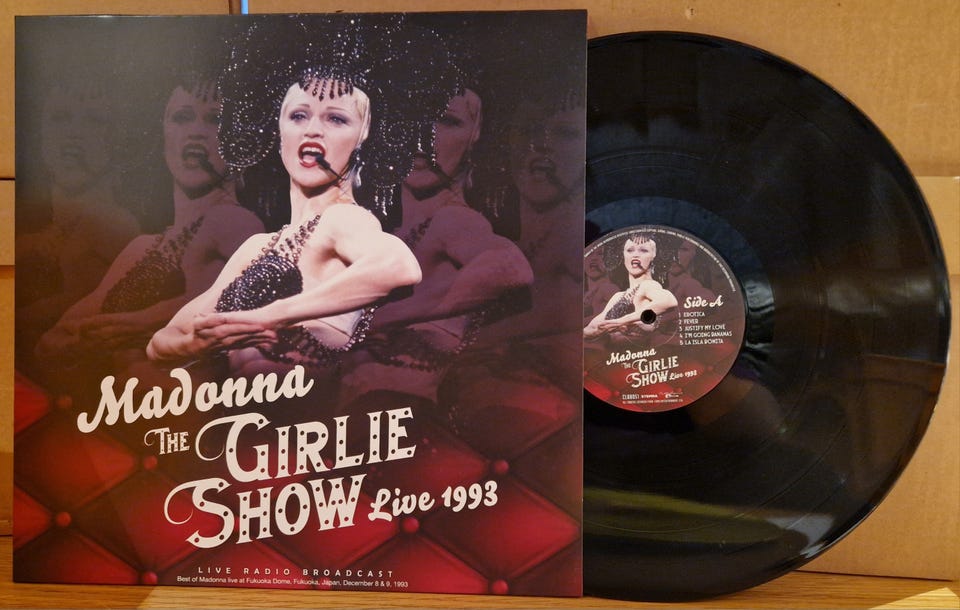 Madonna
THE GIRLIE
SHOW Live 1993
LIVE RADIO BROADCAST
Best of Madonna live at Fukuoka Dome, Fukuoka, Japan, December 8 & 9, 1993
Side A
1 EROTICA
2 FEVER
3 JUSTIFY MY LOVE
4 I'M GOING BANANAS
5 LA ISLA BONITA
Madonna
THE GIRLIE
SHOW Live 1993
STEMRA